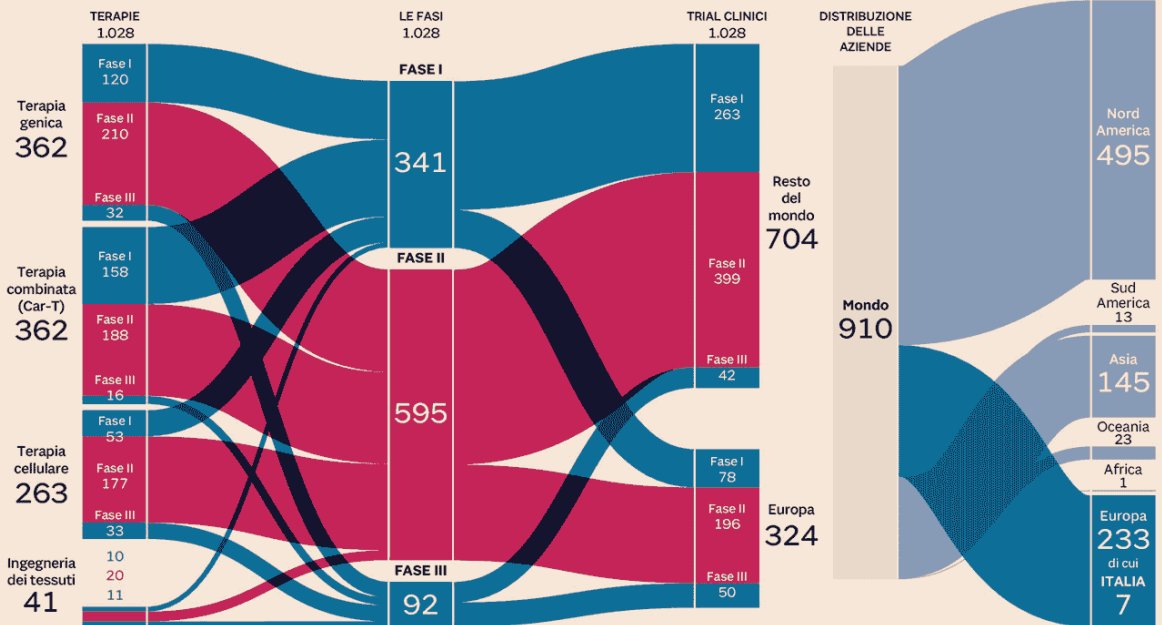 TERAPIE
1.028
LE FASI
1.028
TRIAL CLINICI
1.028
DISTRIBUZIONE
DELLE
AZIENDE
Terapia
genica
362
Fase I
120
Fase II
210
Fase III
32
Terapia
combinata
(Car-T)
362
Fase I
158
Fase II
188
Fase III
16
Terapia
cellulare
263
Fase I
53
Fase II
177
Fase III
33
Ingegneria
dei tessuti
41
10
20
11
FASE I
341
FASE II
595
FASE III
92
Fase I
263
Fase II
399
Fase III
42
Resto
del
mondo
704
Fase I
78
Fase II
196
Fase III
50
Europa
324
Mondo
910
Nord
America
495
Sud
America
13
Asia
145
Oceania
23
Africa
1
Europa
233
di cui
ITALIA
7